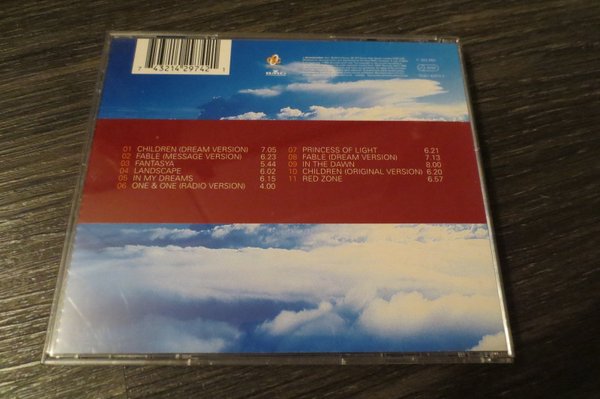 7 43214 29742
01 CHILDREN (DREAM VERSION) 7.05
02 FABLE (MESSAGE VERSION) 6.23
03 FANTASYA 5.44
04 LANDSCAPE 6.02
05 IN MY DREAMS 6.15
06 ONE & ONE (RADIO VERSION) 4.00
07 PRINCESS OF LIGHT 6.21
08 FABLE (DREAM VERSION) 7.13
09 IN THE DAWN 8.00
10 CHILDREN (ORIGINAL VERSION) 6.20
11 RED ZONE 6.57